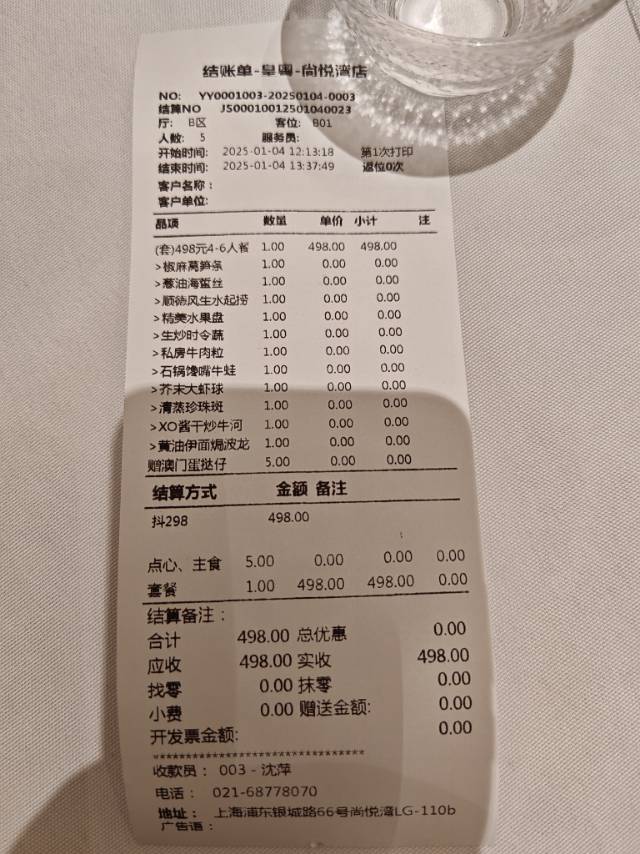 结账单-皇粤-尚悦湾店
NO: YY0001003-20250104-0003
结算NO JS00010012501040023
厅: B区 客位: B01
人数: 5 服务员:
开始时间: 2025-01-04 12:13:18 第1次打印
结束时间: 2025-01-04 13:37:49 返位0次
客户名称:
客户单位:
品项 数量 单价 小计 注
(套)498元4-6人餐 1.00 498.00 498.00
>椒麻莴笋条 1.00 0.00 0.00
>葱油海蜇丝 1.00 0.00 0.00
>顺德风生水起捞 1.00 0.00 0.00
>精美水果盘 1.00 0.00 0.00
>生炒时令蔬 1.00 0.00 0.00
>私房牛肉粒 1.00 0.00 0.00
>石锅馋嘴牛蛙 1.00 0.00 0.00
>芥末大虾球 1.00 0.00 0.00
>清蒸珍珠斑 1.00 0.00 0.00
>XO酱干炒牛河 1.00 0.00 0.00
>黄油伊面焗波龙 1.00 0.00 0.00
赠澳门蛋挞仔 5.00 0.00 0.00
结算方式 金额 备注
抖298 498.00
点心、主食 5.00 0.00 0.00 0.00
套餐 1.00 498.00 498.00 0.00
结算备注:
合计 498.00 总优惠 0.00
应收 498.00 实收 498.00
找零 0.00 抹零 0.00
小费 0.00 赠送金额: 0.00
开发票金额: 0.00
**********************************
收款员: 003 - 沈萍
电话: 021-68778070
地址: 上海浦东银城路66号尚悦湾LG-110b
广告语: